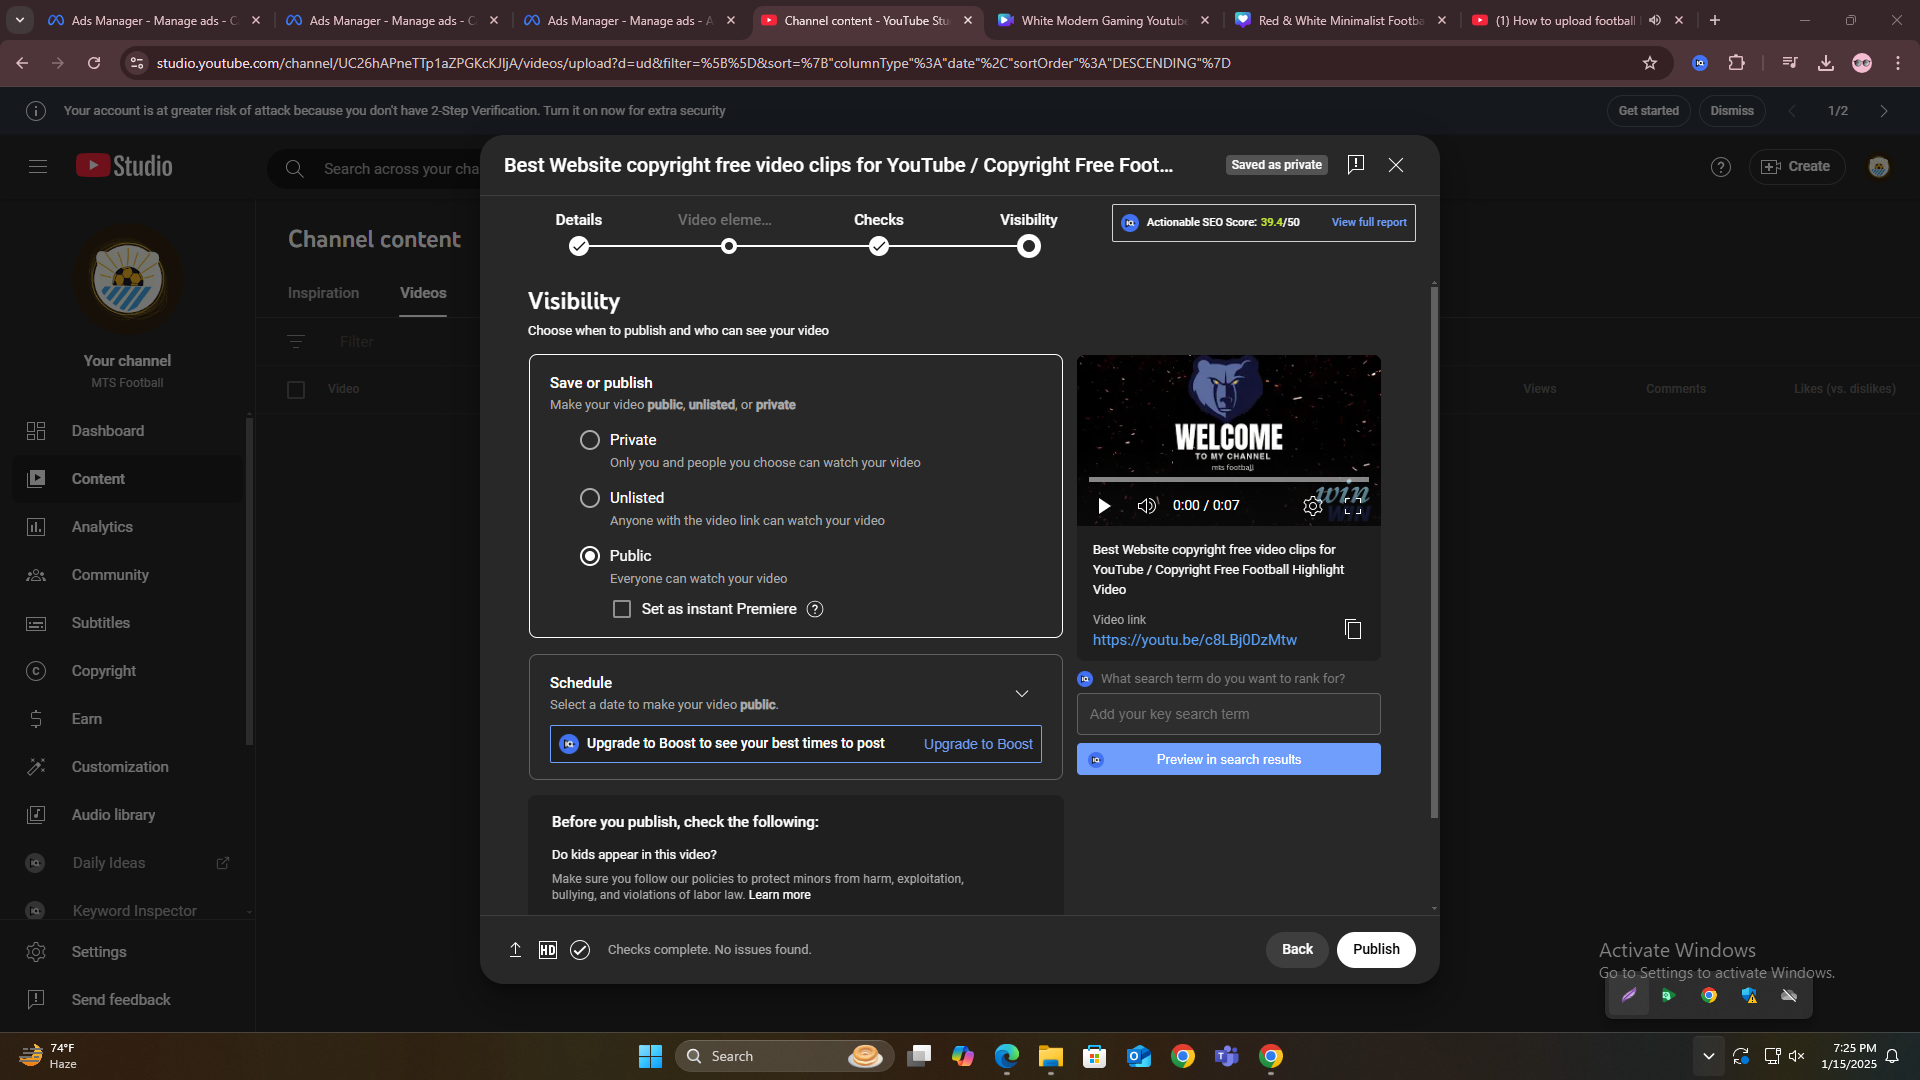 Ads Manager - Manage ads - C
Ads Manager - Manage ads - C
Ads Manager - Manage ads - A
Channel content - YouTube Stu
White Modern Gaming Youtube
Red & White Minimalist Footba
(1) How to upload football
studio.youtube.com/channel/UC26hAPneTTp1aZPGKcKJIjA/videos/upload?d=ud&filter=%5B%5D&sort=%7B"columnType"%3A"date"%2C"sortOrder"%3A"DESCENDING"%7D
Your account is at greater risk of attack because you don't have 2-Step Verification. Turn it on now for extra security
Get started
Dismiss
1/2
Studio
Search across your cha
Create
Best Website copyright free video clips for YouTube / Copyright Free Foot...
Saved as private
Details
Video eleme...
Checks
Visibility
Actionable SEO Score: 39.4/50
View full report
Channel content
Inspiration
Videos
Filter
Video
Views
Comments
Likes (vs. dislikes)
Your channel
MTS Football
Dashboard
Content
Analytics
Community
Subtitles
Copyright
Earn
Customization
Audio library
Daily Ideas
Keyword Inspector
Settings
Send feedback
Visibility
Choose when to publish and who can see your video
Save or publish
Make your video public, unlisted, or private
Private
Only you and people you choose can watch your video
Unlisted
Anyone with the video link can watch your video
Public
Everyone can watch your video
Set as instant Premiere
Schedule
Select a date to make your video public.
Upgrade to Boost to see your best times to post
Upgrade to Boost
Before you publish, check the following:
Do kids appear in this video?
Make sure you follow our policies to protect minors from harm, exploitation,
bullying, and violations of labor law. Learn more
WELCOME
TO MY CHANNEL
mts football
win
WIN
0:00 / 0:07
Best Website copyright free video clips for
YouTube / Copyright Free Football Highlight
Video
Video link
https://youtu.be/c8LBj0DzMtw
What search term do you want to rank for?
Add your key search term
Preview in search results
HD
Checks complete. No issues found.
Back
Publish
Activate Windows
Go to Settings to activate Windows.
74°F
Haze
Search
7:25 PM
1/15/2025